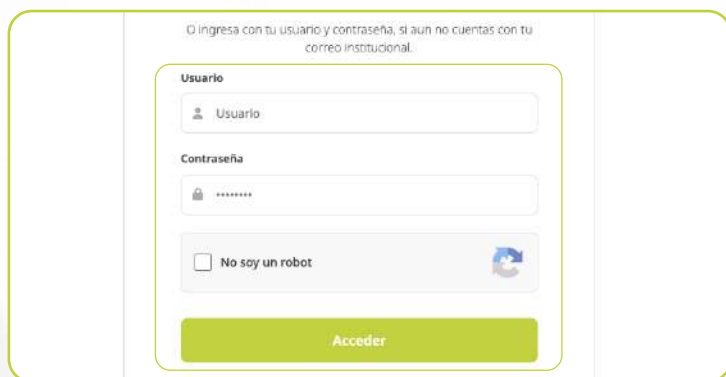 O ingresa con tu usuario y contraseña, si aun no cuentas con tu
correo institucional.
Usuario
Usuario
Contraseña
••••••••
No soy un robot
Acceder